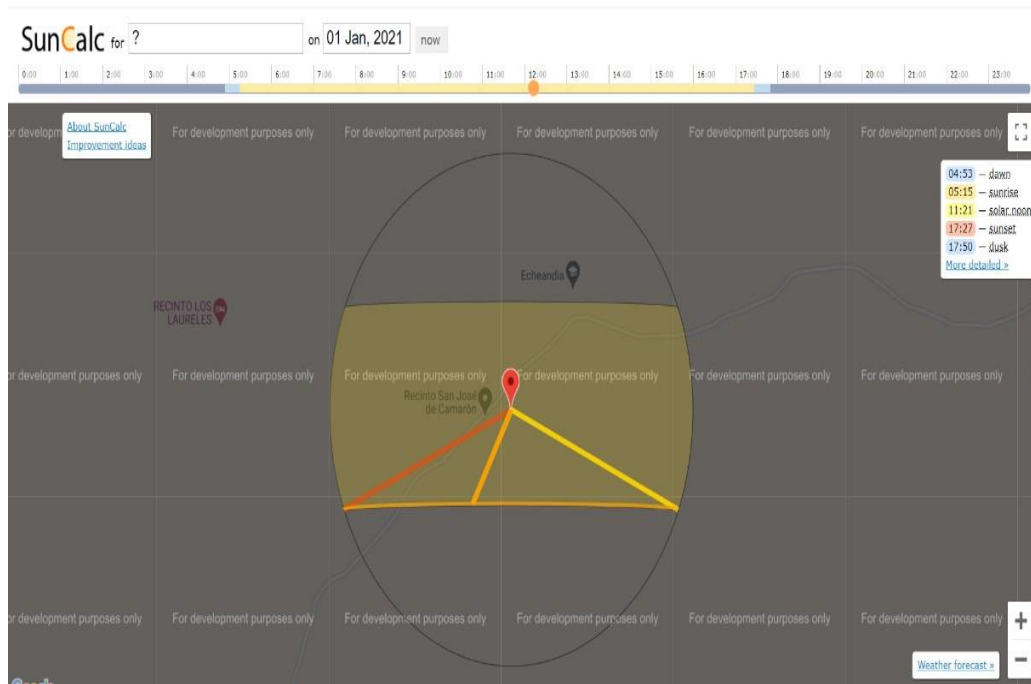 SunCalc for ? on 01 Jan, 2021 now
0:00 1:00 2:00 3:00 4:00 5:00 6:00 7:00 8:00 9:00 10:00 11:00 12:00 13:00 14:00 15:00 16:00 17:00 18:00 19:00 20:00 21:00 22:00 23:00
About SunCalc
Improvement ideas
or developm For development purposes only For development purposes only For development purposes only For development purposes only For development purposes only
04:53 — dawn
05:15 — sunrise
11:21 — solar noon
17:27 — sunset
17:50 — dusk
More detailed »
Echeandia
RECINTO LOS
LAURELES
or development purposes only For development purposes only For development purposes only For development purposes only For development purposes only For development purposes only
Recinto San José
de Camarón
or development purposes only For development purposes only For development purposes only For development purposes only For development purposes only For development purposes only
+
Weather forecast »
−